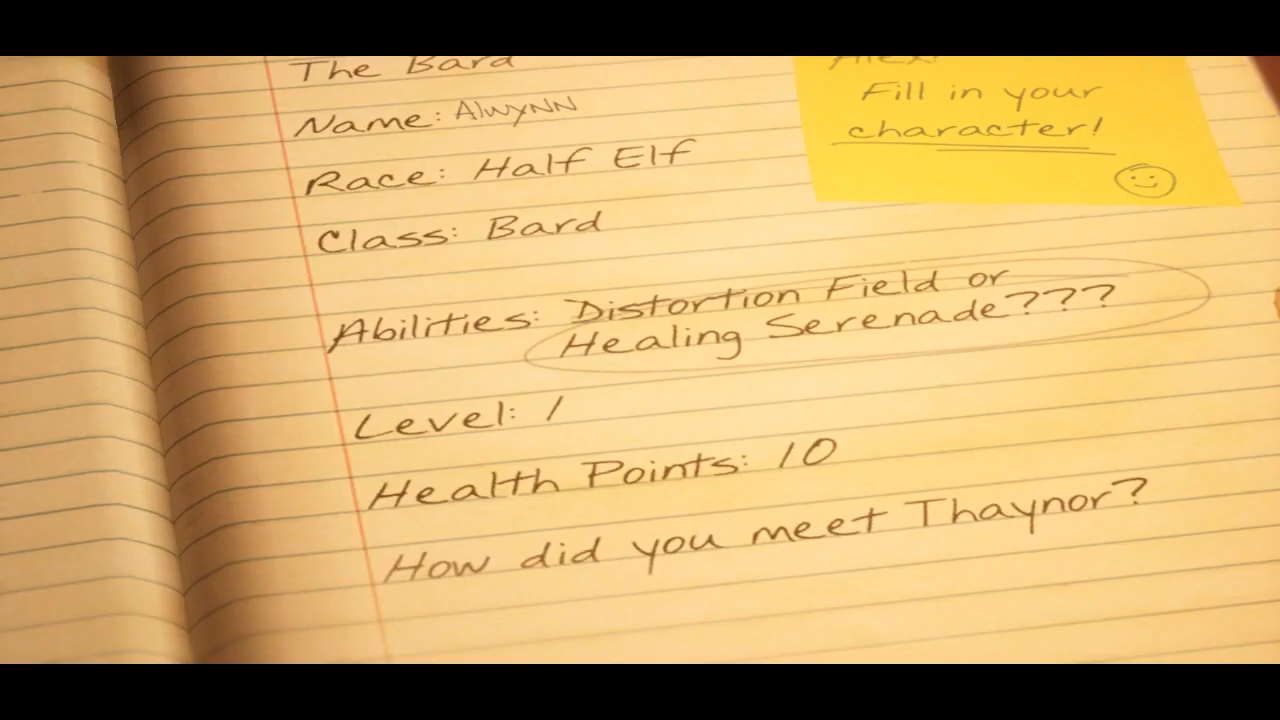 The Bard
Name: Alwynn
Race: Half Elf
Class: Bard
Abilities: Distortion Field or
Healing Serenade???
Level: 1
Health Points: 10
How did you meet Thaynor?
Alex!
Fill in your
character!